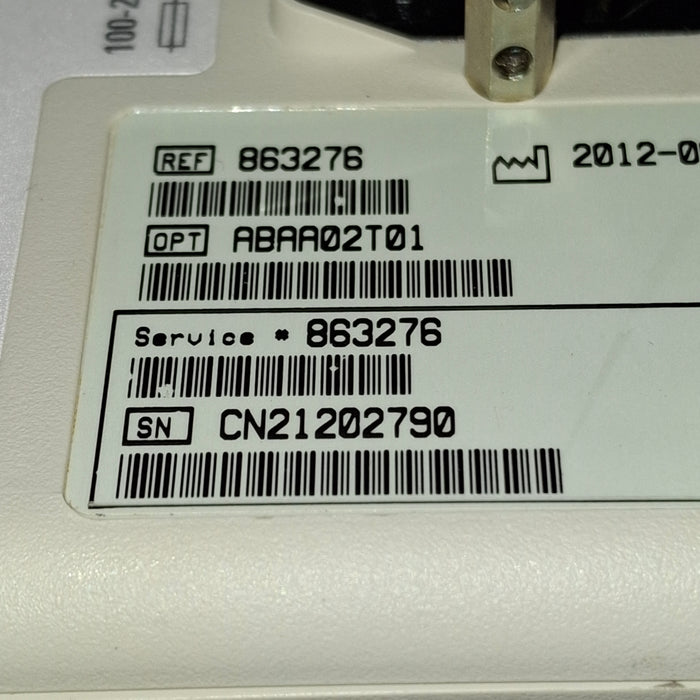 100-2
REF 863276
2012-0
OPT ABAA02T01
Service # 863276
SN CN21202790